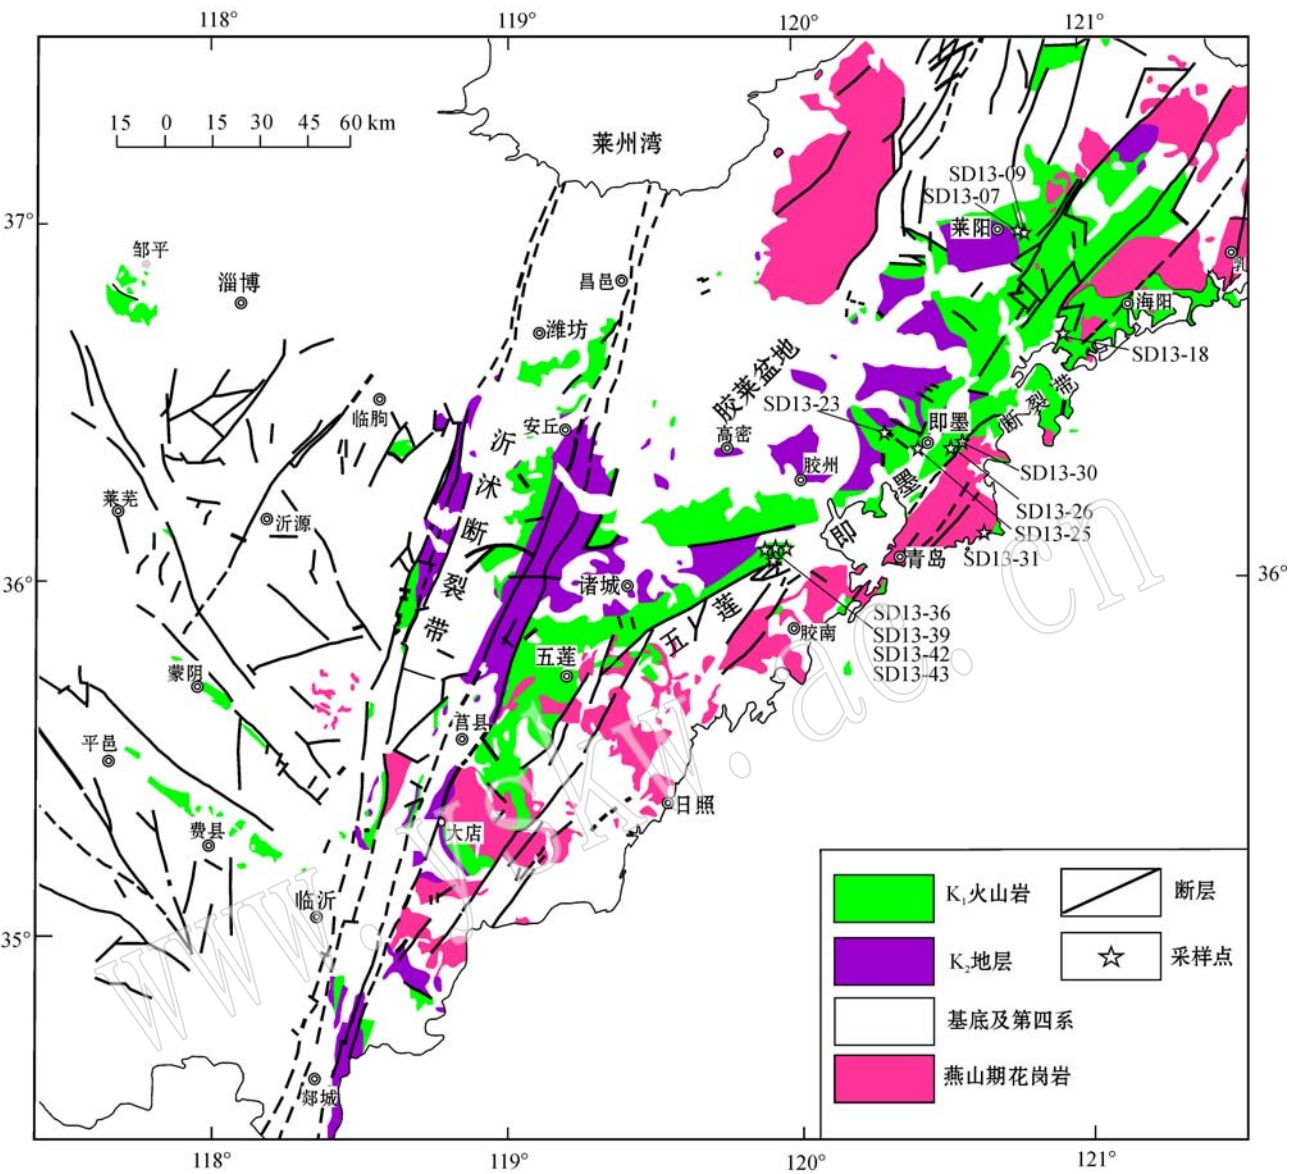 118°
119°
120°
121°
15 0 15 30 45 60 km
莱州湾
SD13-09
SD13-07
莱阳
37°
邹平
淄博
昌邑
乳
海阳
潍坊
SD13-18
胶莱盆地
断裂带
SD13-23
临朐
安丘
沂沭断裂带
高密
即墨
胶州
SD13-30
莱芜
沂源
SD13-26
SD13-25
SD13-31
即墨
青岛
36°
36°
诸城
五莲
SD13-36
SD13-39
SD13-42
SD13-43
胶南
五莲
蒙阴
莒县
平邑
日照
大店
费县
临沂
35°
郯城
K₁火山岩
断层
K₂地层
采样点
基底及第四系
燕山期花岗岩
www.yskw.ac.cn
118°
119°
120°
121°